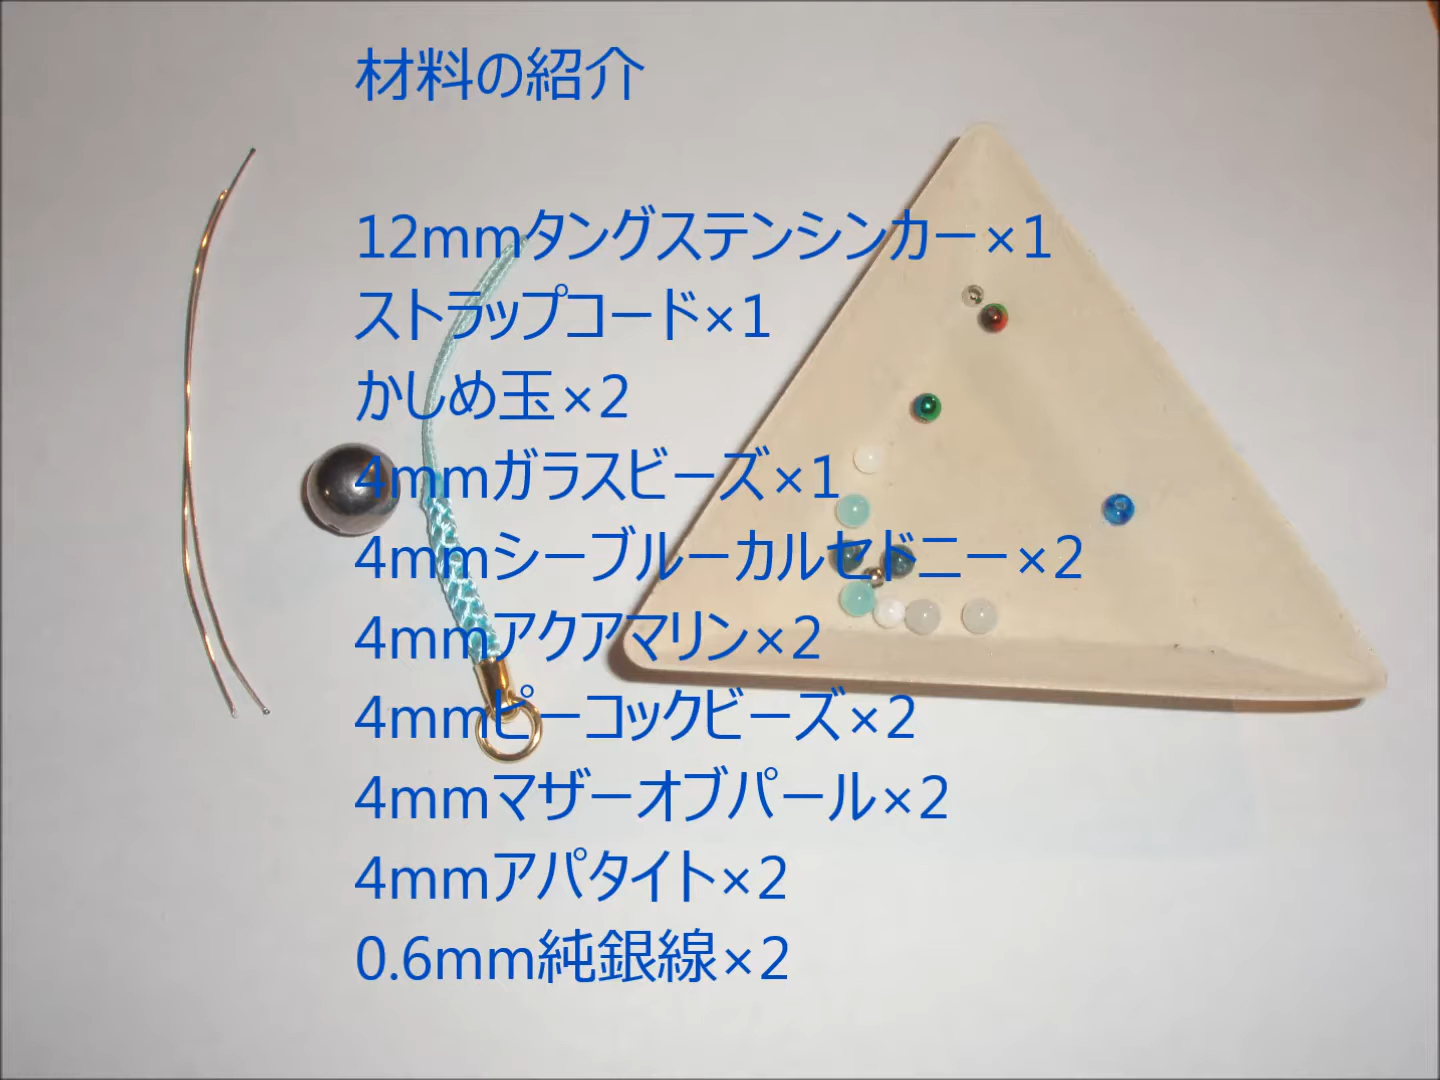 材料の紹介
12mmタングステンシンカー×1
ストラップコード×1
かしめ玉×2
4mmガラスビーズ×1
4mmシーブルーカルセドニー×2
4mmアクアマリン×2
4mmピーコックビーズ×2
4mmマザーオブパール×2
4mmアパタイト×2
0.6mm純銀線×2